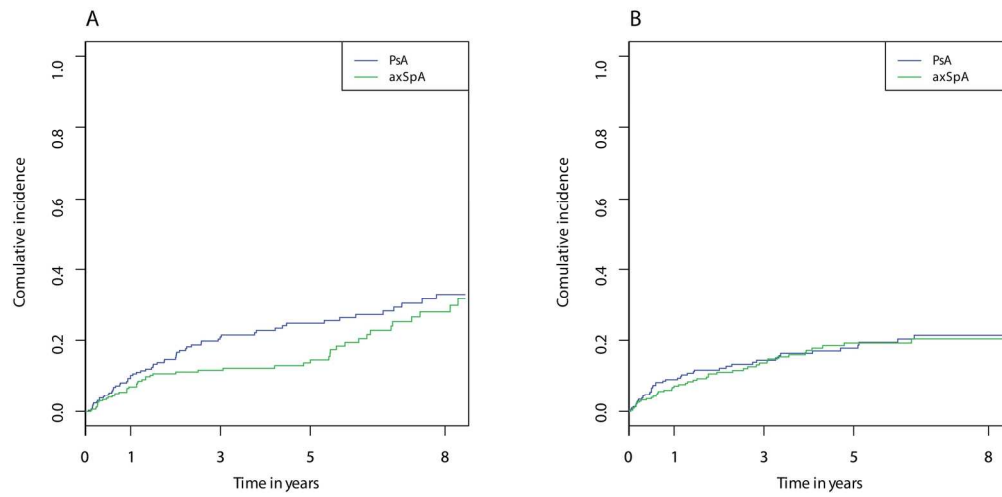 A
PsA
axSpA
Comulative incidence
1.0
0.8
0.6
0.4
0.2
0.0
0 1 3 5 8
Time in years
B
PsA
axSpA
Comulative incidence
1.0
0.8
0.6
0.4
0.2
0.0
0 1 3 5 8
Time in years